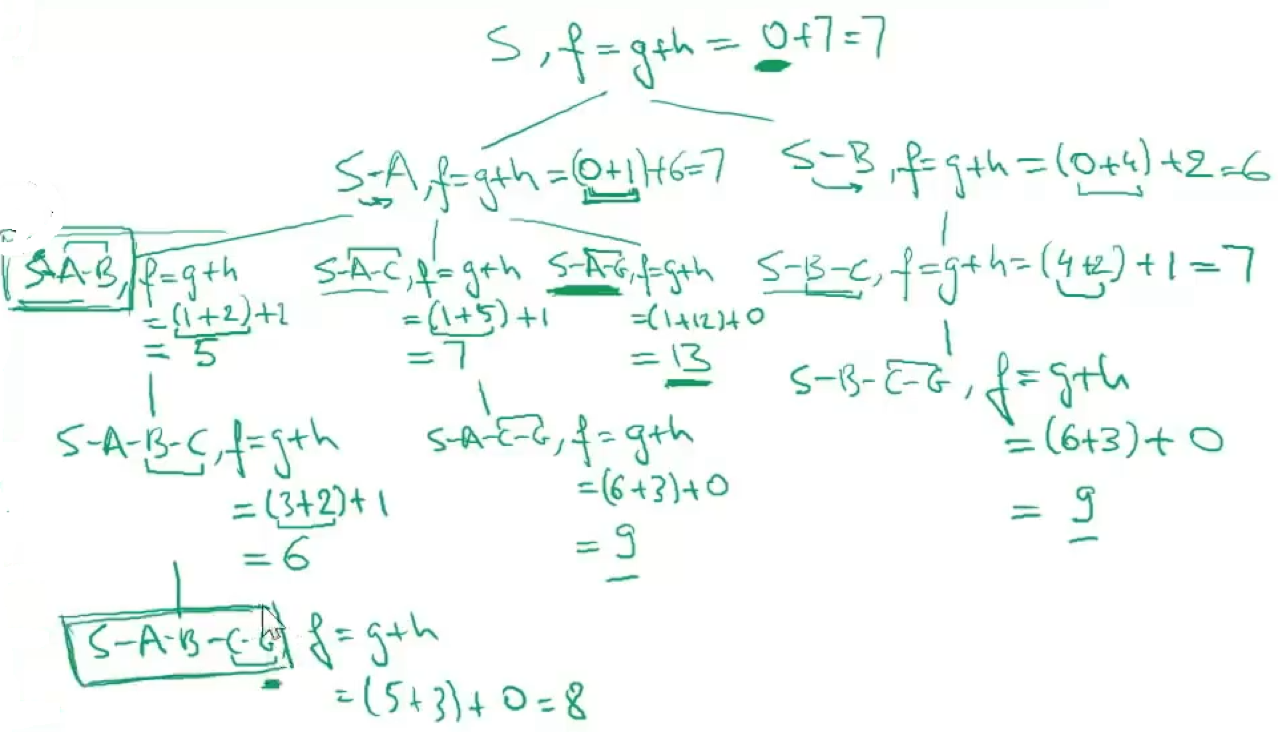 S, f=g+h = 0+7=7
S-A, f=g+h=(0+1)+6=7
S-B, f=g+h=(0+4)+2=6
S-A-B, f=g+h
=(1+2)+2
= 5
S-A-C, f=g+h
=(1+5)+1
= 7
S-A-G, f=g+h
=(1+12)+0
= 13
S-B-C, f=g+h=(4+2)+1=7
S-B-C-G, f=g+h
=(6+3)+0
= 9
S-A-B-C, f=g+h
=(3+2)+1
= 6
S-A-C-G, f=g+h
=(6+3)+0
= 9
S-A-B-C-G f=g+h
=(5+3)+0=8